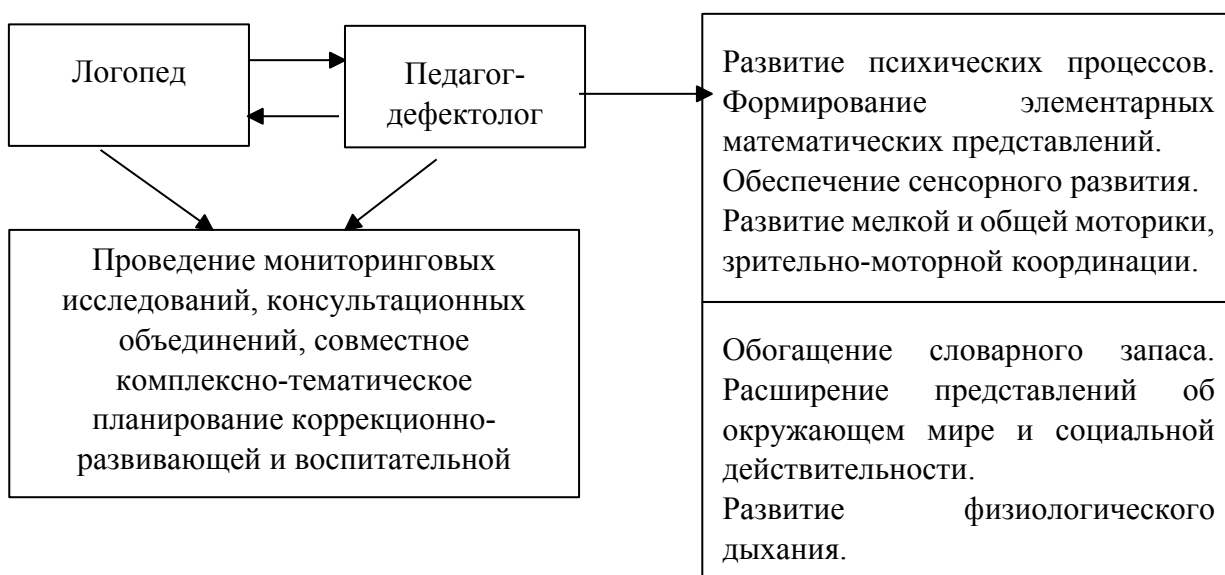 Логопед
Педагог-
дефектолог
Проведение мониторинговых
исследований, консультационных
объединений, совместное
комплексно-тематическое
планирование коррекционно-
развивающей и воспитательной
Развитие психических процессов.
Формирование элементарных
математических представлений.
Обеспечение сенсорного развития.
Развитие мелкой и общей моторики,
зрительно-моторной координации.
Обогащение словарного запаса.
Расширение представлений об
окружающем мире и социальной
действительности.
Развитие физиологического
дыхания.